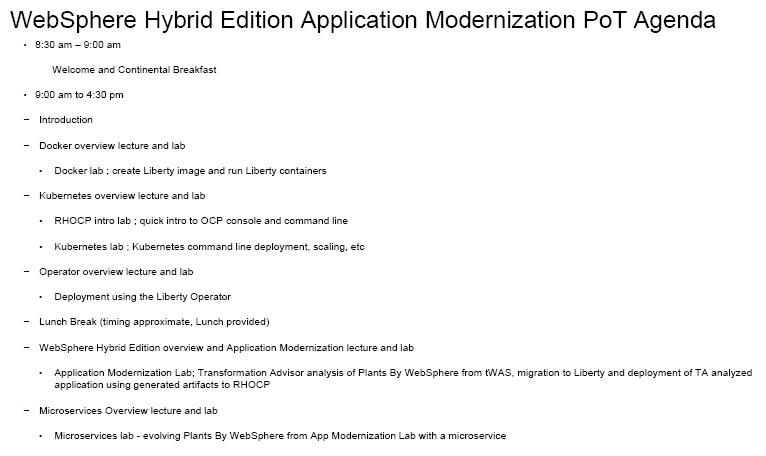 WebSphere Hybrid Edition Application Modernization PoT Agenda
• 8:30 am – 9:00 am
Welcome and Continental Breakfast
• 9:00 am to 4:30 pm
– Introduction
– Docker overview lecture and lab
• Docker lab ; create Liberty image and run Liberty containers
– Kubernetes overview lecture and lab
• RHOCP intro lab ; quick intro to OCP console and command line
• Kubernetes lab ; Kubernetes command line deployment, scaling, etc
– Operator overview lecture and lab
• Deployment using the Liberty Operator
– Lunch Break (timing approximate, Lunch provided)
– WebSphere Hybrid Edition overview and Application Modernization lecture and lab
• Application Modernization Lab; Transformation Advisor analysis of Plants By WebSphere from tWAS, migration to Liberty and deployment of TA analyzed
application using generated artifacts to RHOCP
– Microservices Overview lecture and lab
• Microservices lab - evolving Plants By WebSphere from App Modernization Lab with a microservice